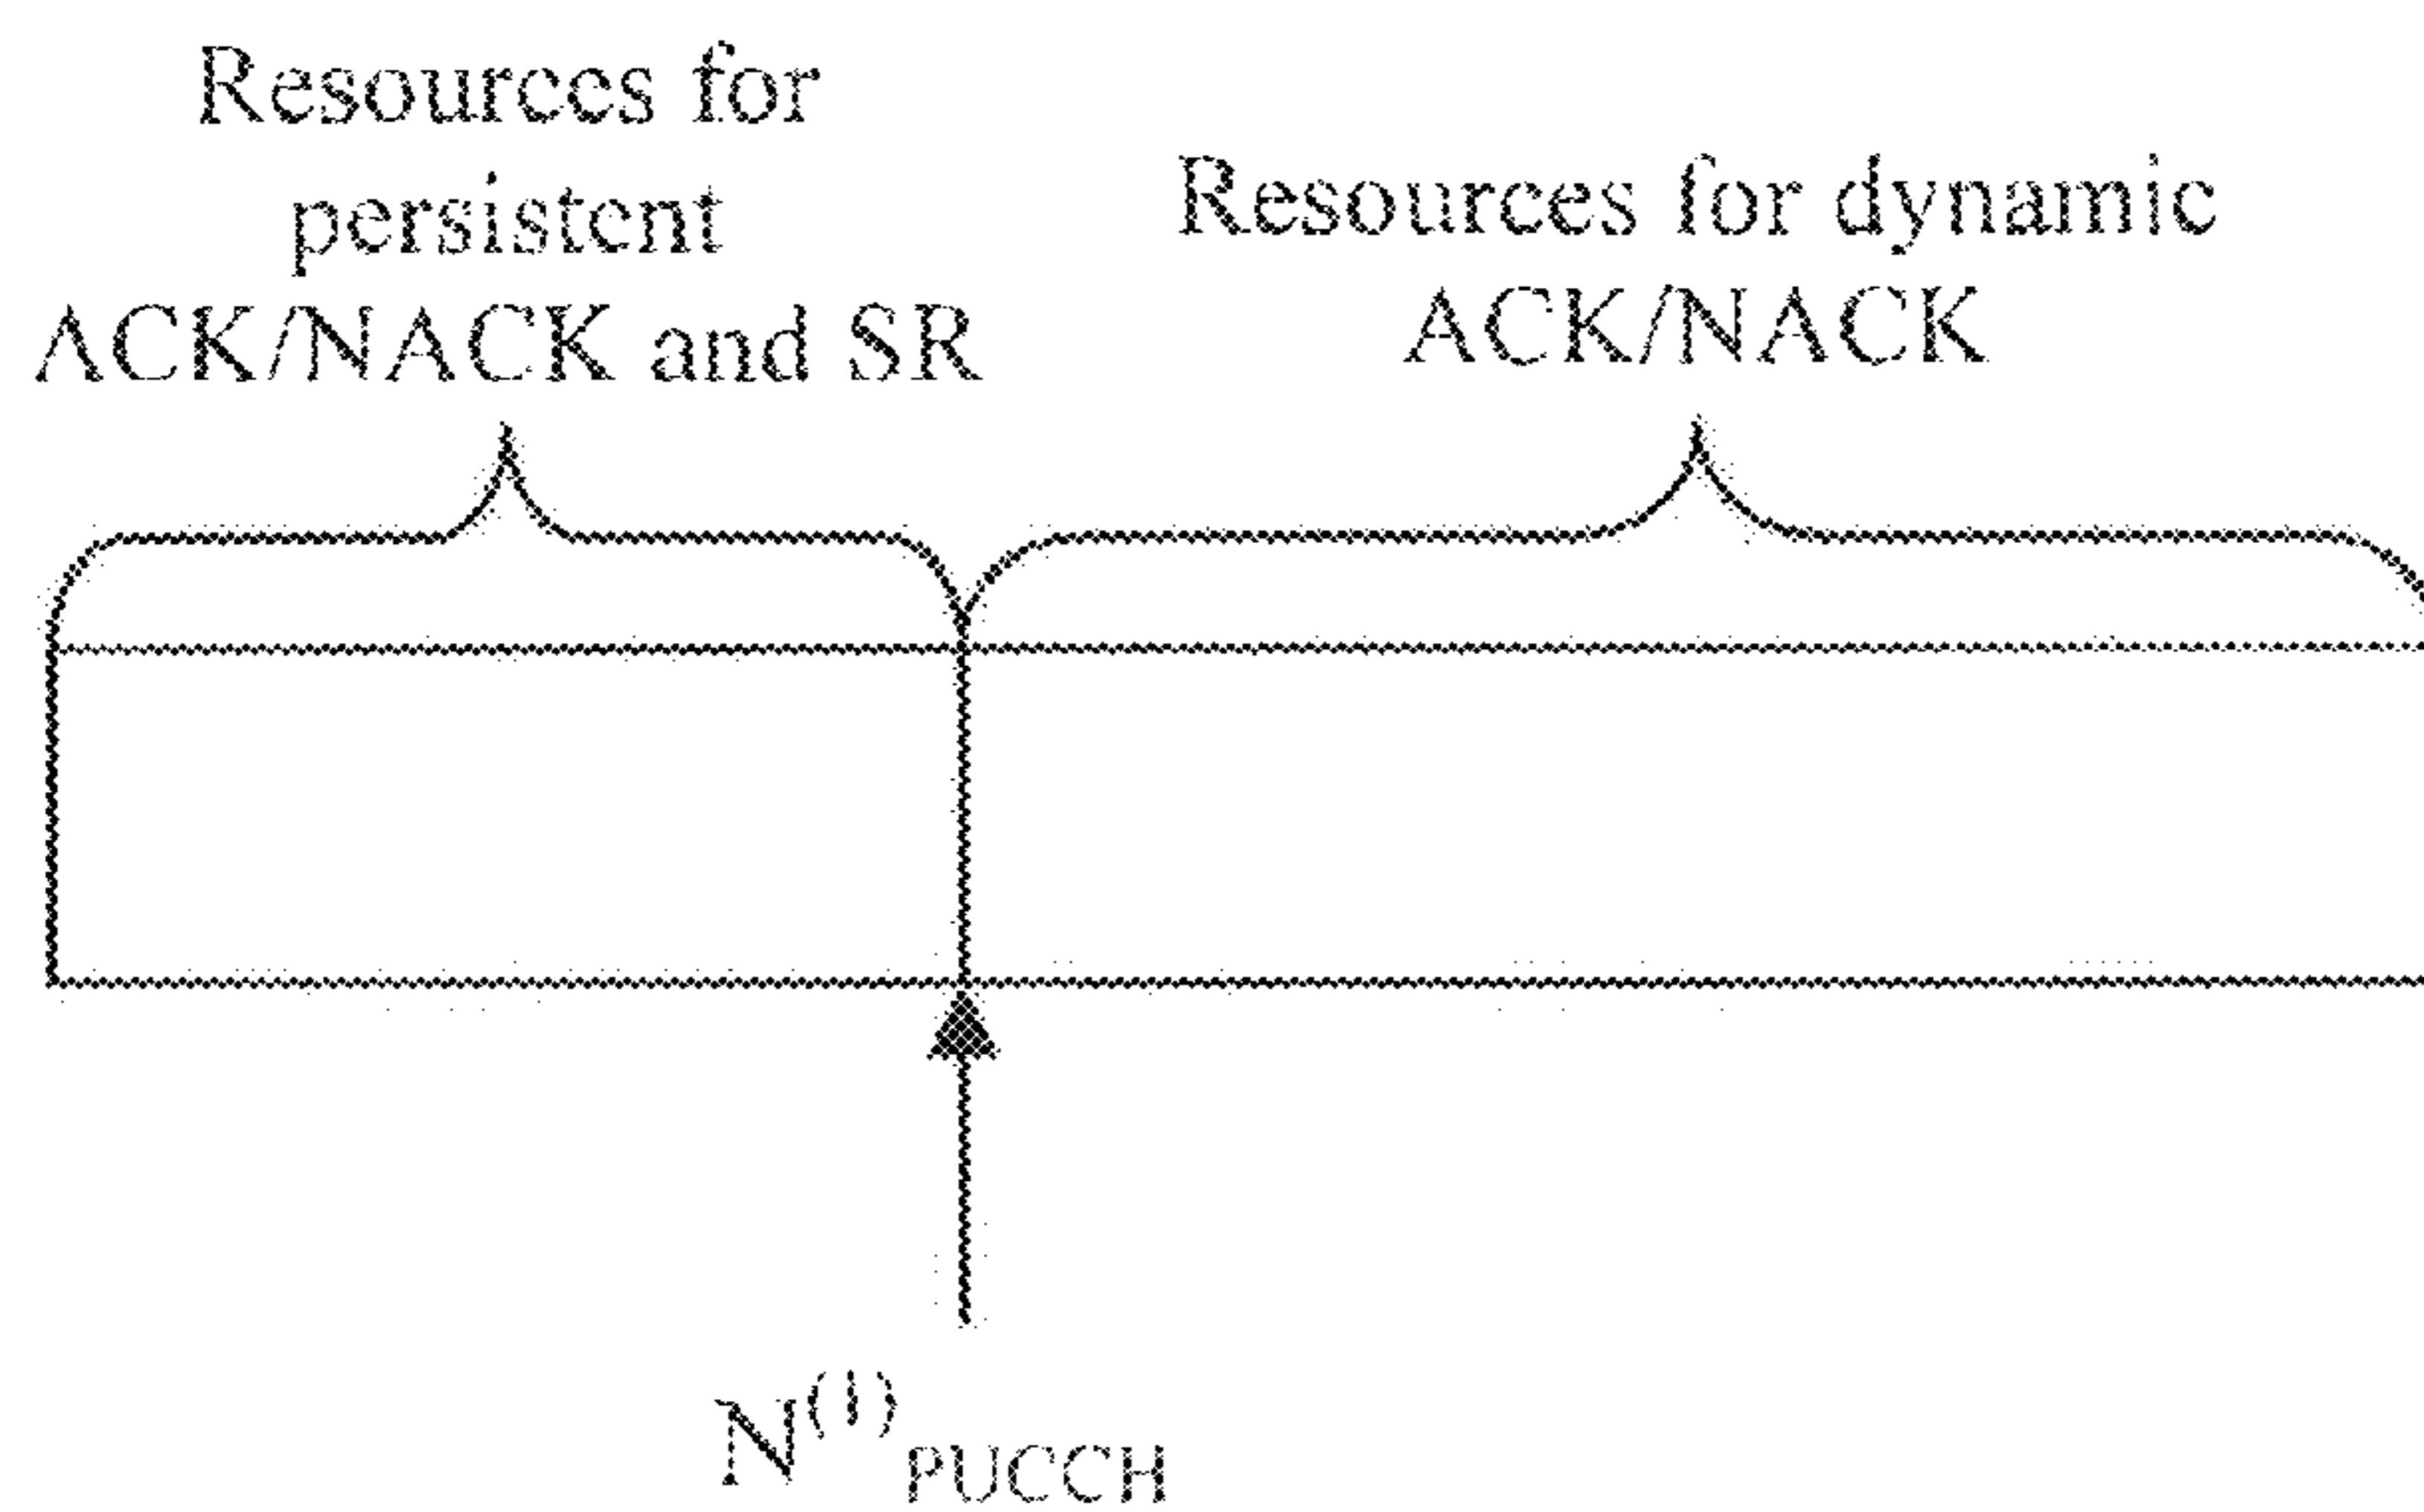 Resources for
persistent
ACK/NACK and SR
Resources for dynamic
ACK/NACK
N(1)PUCCH